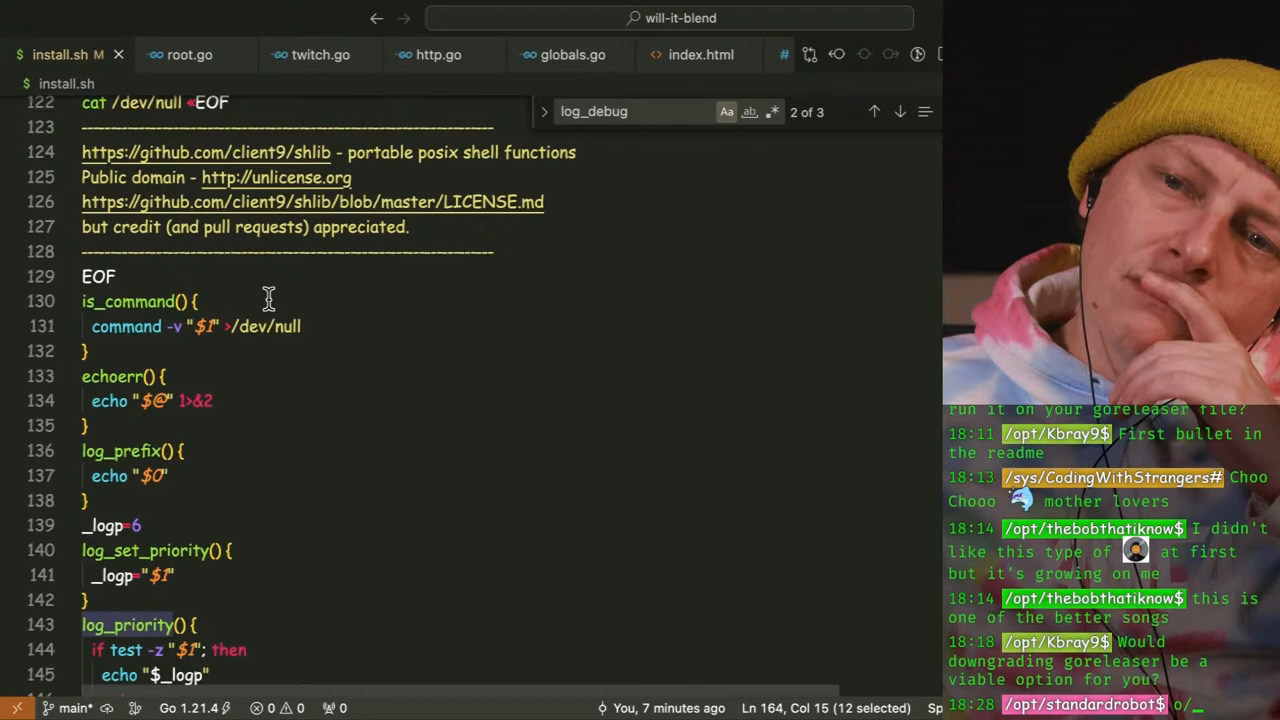 will-it-blend
install.sh M
root.go
twitch.go
http.go
globals.go
index.html
#
install.sh
log_debug
Aa
ab
.*
2 of 3
122 cat /dev/null <<EOF
123 ------------------------------------------------------------------------
124 https://github.com/client9/shlib - portable posix shell functions
125 Public domain - http://unlicense.org
126 https://github.com/client9/shlib/blob/master/LICENSE.md
127 but credit (and pull requests) appreciated.
128 ------------------------------------------------------------------------
129 EOF
130 is_command() {
131 command -v "$1" >/dev/null
132 }
133 echoerr() {
134 echo "$@" 1>&2
135 }
136 log_prefix() {
137 echo "$0"
138 }
139 _logp=6
140 log_set_priority() {
141 _logp="$1"
142 }
143 log_priority() {
144 if test -z "$1"; then
145 echo "$_logp"
main*
Go 1.21.4
0
0
0
You, 7 minutes ago
Ln 164, Col 15 (12 selected)
Sp
run it on your goreleaser file?
18:11 /opt/Kbray9$ First bullet in
the readme
18:13 /sys/CodingWithStrangers# Choo
Chooo mother lovers
18:14 /opt/thebobthatiknow$ I didn't
like this type of at first
but it's growing on me
18:14 /opt/thebobthatiknow$ this is
one of the better songs
18:18 /opt/Kbray9$ Would
downgrading goreleaser be a
viable option for you?
18:28 /opt/standardrobot$ o/_